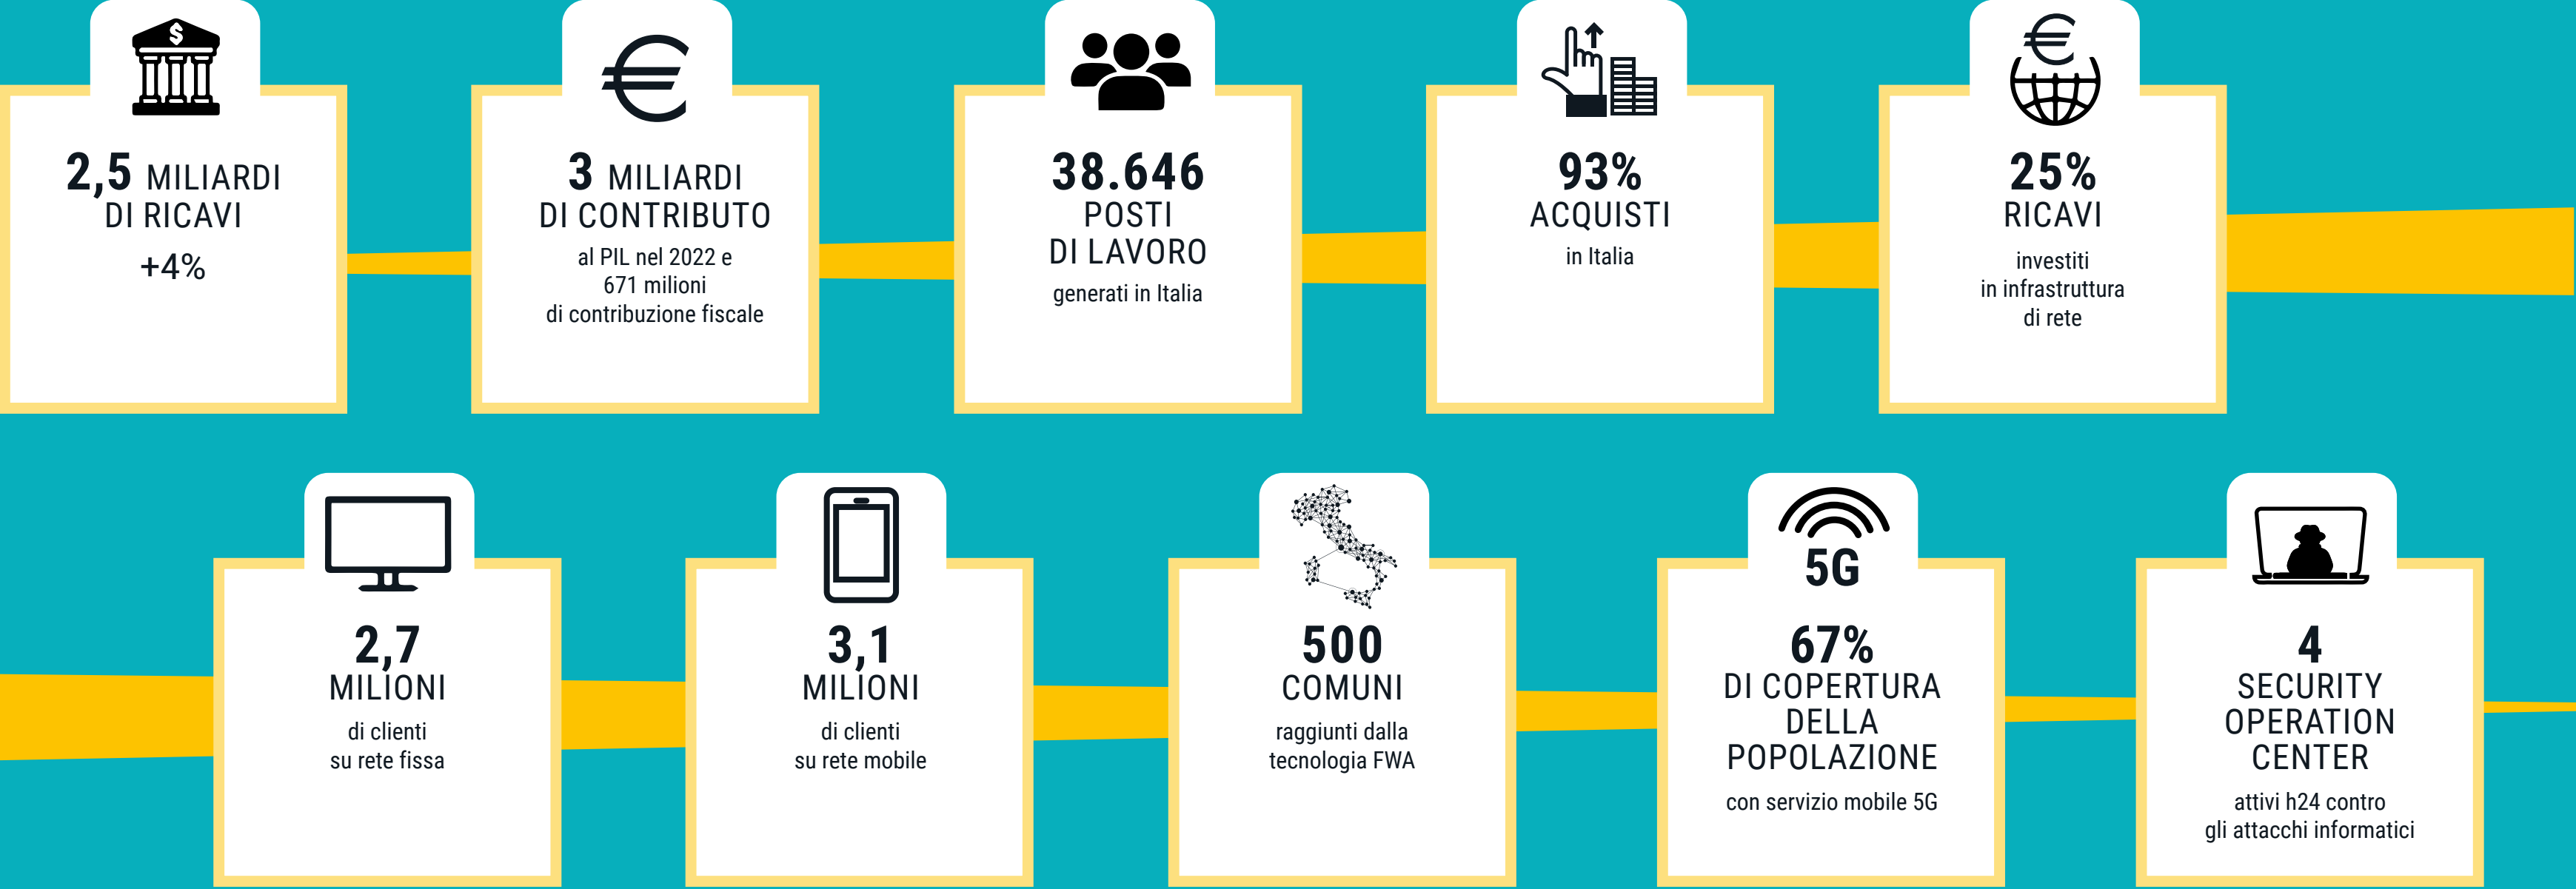 $
2,5 MILIARDI
DI RICAVI
+4%
3 MILIARDI
DI CONTRIBUTO
al PIL nel 2022 e
671 milioni
di contribuzione fiscale
38.646
POSTI
DI LAVORO
generati in Italia
93%
ACQUISTI
in Italia
€
25%
RICAVI
investiti
in infrastruttura
di rete
2,7
MILIONI
di clienti
su rete fissa
3,1
MILIONI
di clienti
su rete mobile
500
COMUNI
raggiunti dalla
tecnologia FWA
5G
67%
DI COPERTURA
DELLA
POPOLAZIONE
con servizio mobile 5G
4
SECURITY
OPERATION
CENTER
attivi h24 contro
gli attacchi informatici